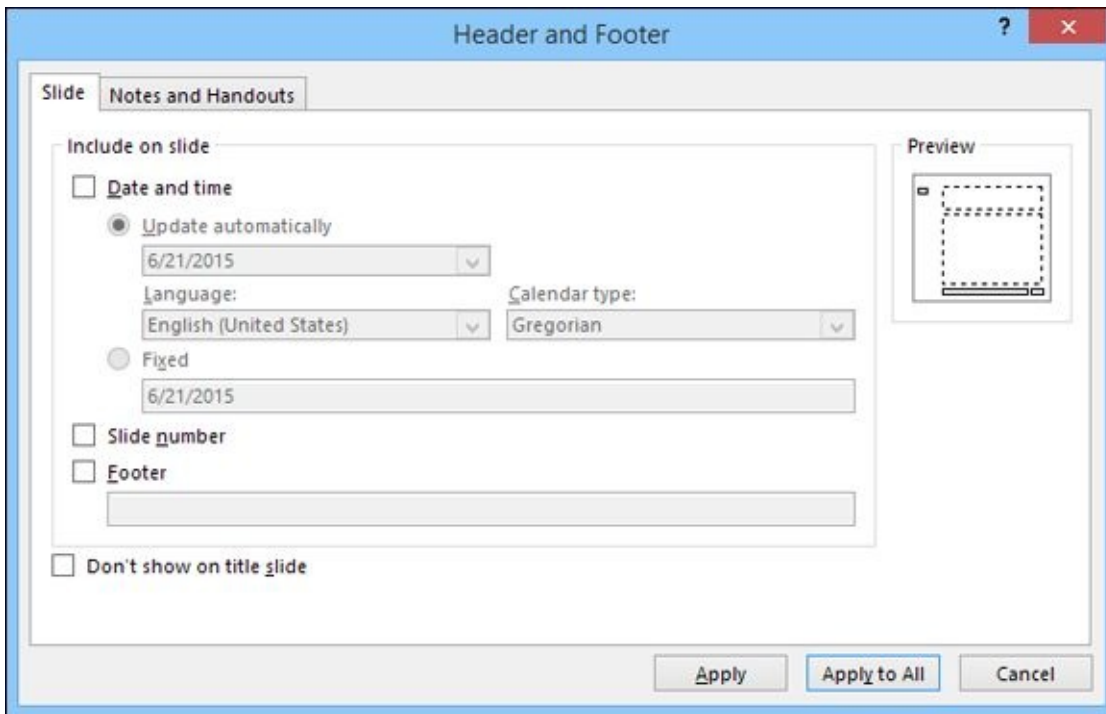 Header and Footer
?
Slide
Notes and Handouts
Include on slide
Preview
Date and time
Update automatically
6/21/2015
Language:
Calendar type:
English (United States)
Gregorian
Fixed
6/21/2015
Slide number
Footer
Don't show on title slide
Apply
Apply to All
Cancel